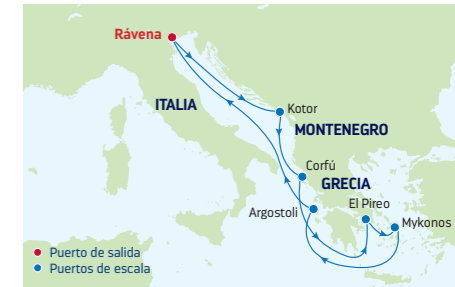 Rávena
ITALIA
Kotor
MONTENEGRO
Corfú
GRECIA
El Pireo
Argostoli
Mykonos
Puerto de salida
Puertos de escala